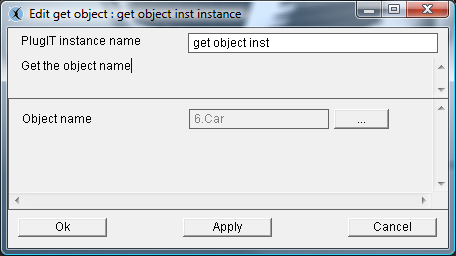 Edit get object : get object inst instance
PlugIT instance name
get object inst
Get the object name
Object name
6.Car
...
Ok
Apply
Cancel